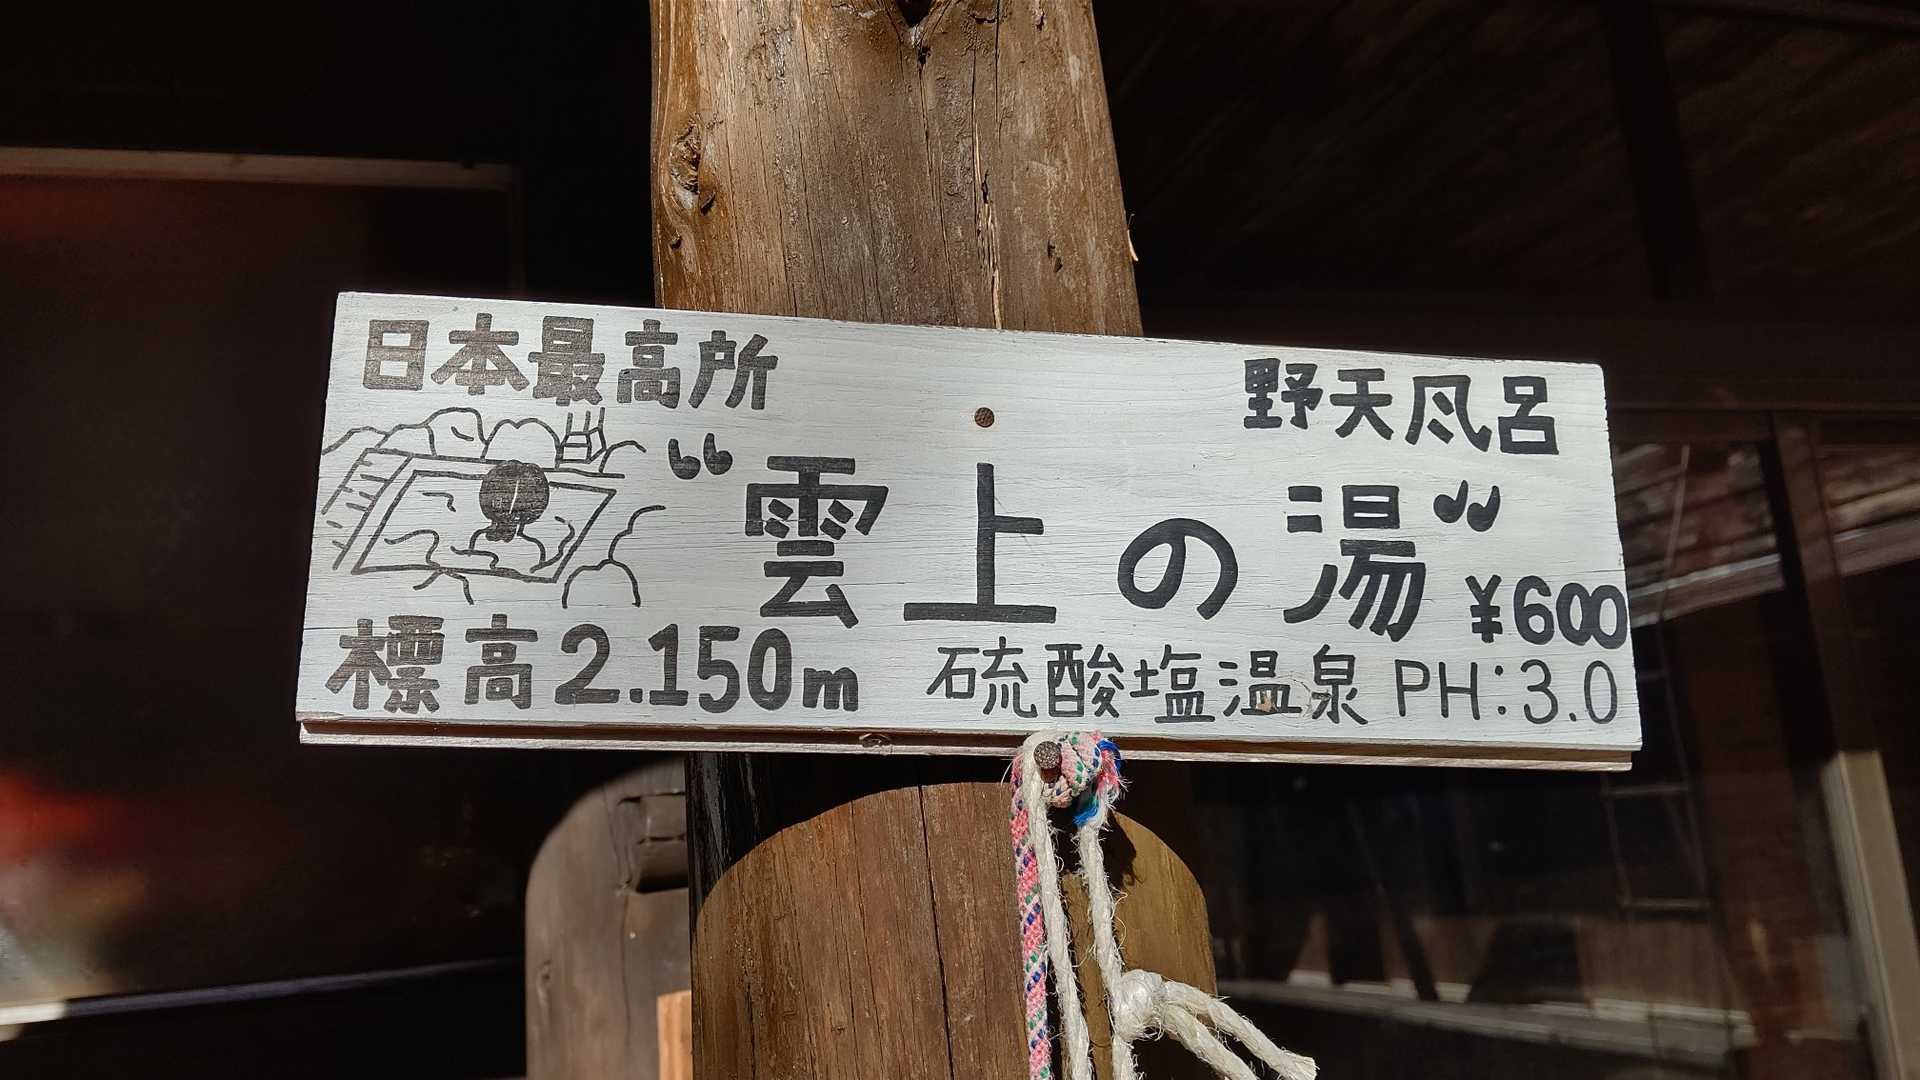 日本最高所
野天風呂
“雲上の湯”
¥600
標高2.150m
硫酸塩温泉 PH:3.0